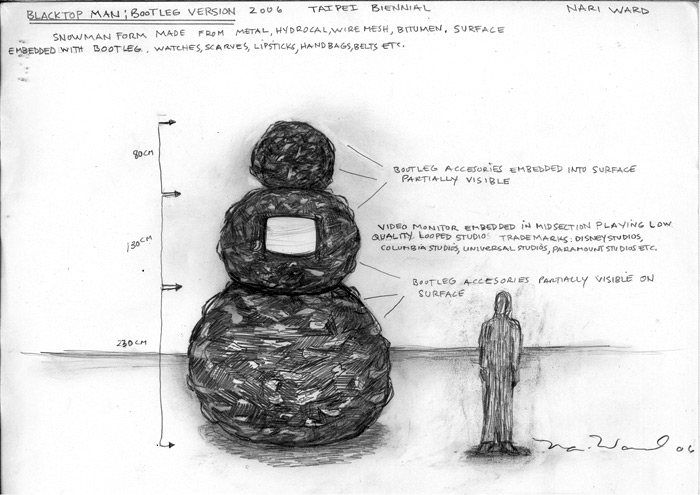 BLACKTOP MAN; BOOTLEG VERSION 2006 TAIPEI BIENNIAL NARI WARD
SNOWMAN FORM MADE FROM METAL, HYDROCAL, WIRE MESH, BITUMEN. SURFACE
EMBEDDED WITH BOOTLEG. WATCHES, SCARVES, LIPSTICKS, HANDBAGS, BELTS ETC.
80CM
BOOTLEG ACCESORIES EMBEDDED INTO SURFACE
PARTIALLY VISIBLE
130CM
VIDEO MONITOR EMBEDDED IN MIDSECTION PLAYING LOW
QUALITY LOOPED STUDIO TRADEMARKS: DISNEY STUDIOS,
COLUMBIA STUDIOS, UNIVERSAL STUDIOS, PARAMOUNT STUDIOS ETC.
BOOTLEG ACCESORIES PARTIALLY VISIBLE ON
SURFACE
230CM
Na. Ward 06